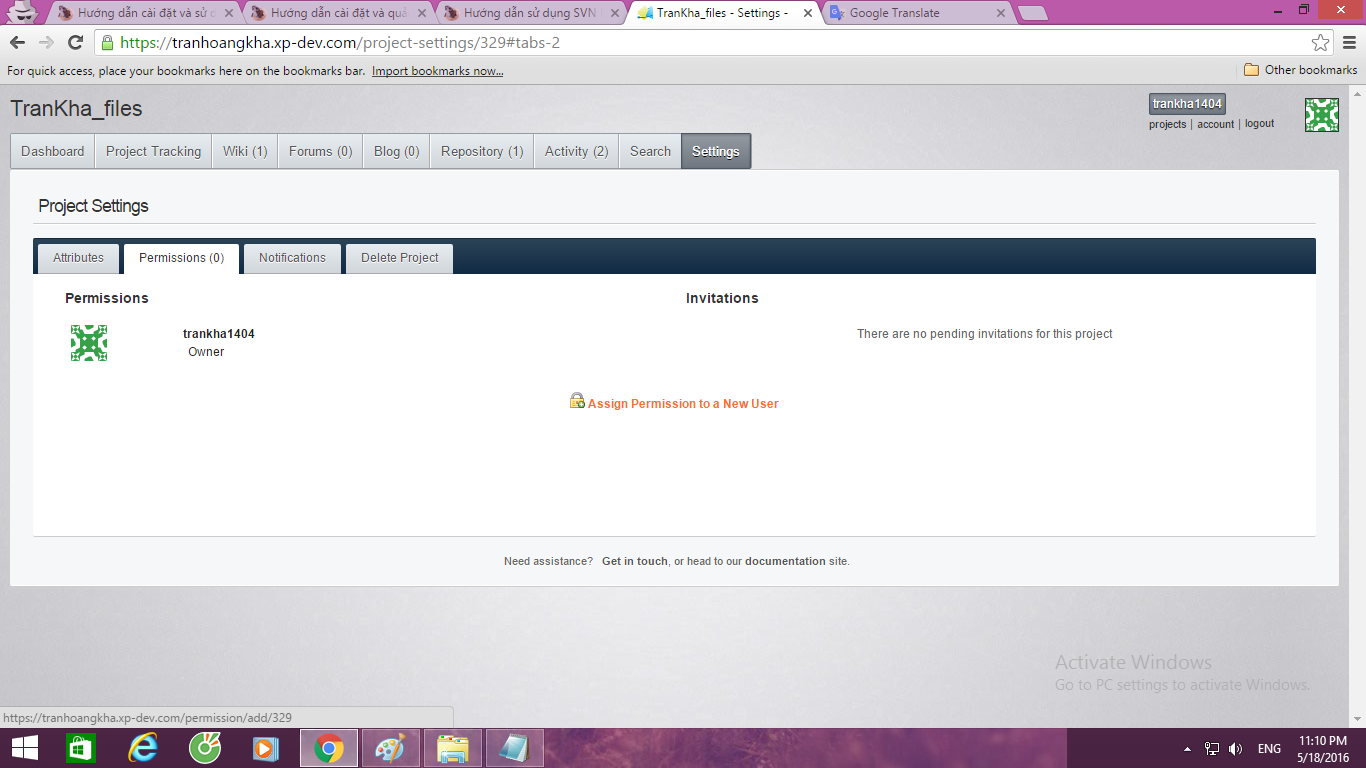 Hướng dẫn cài đặt và sử d
Hướng dẫn cài đặt và quả
Hướng dẫn sử dụng SVN
TranKha_files - Settings -
Google Translate
https://tranhoangkha.xp-dev.com/project-settings/329#tabs-2
For quick access, place your bookmarks here on the bookmarks bar. Import bookmarks now...
Other bookmarks
TranKha_files
trankha1404
projects | account | logout
Dashboard
Project Tracking
Wiki (1)
Forums (0)
Blog (0)
Repository (1)
Activity (2)
Search
Settings
Project Settings
Attributes
Permissions (0)
Notifications
Delete Project
Permissions
Invitations
trankha1404
Owner
There are no pending invitations for this project
Assign Permission to a New User
Need assistance? Get in touch, or head to our documentation site.
Activate Windows
Go to PC settings to activate Windows.
https://tranhoangkha.xp-dev.com/permission/add/329
ENG
11:10 PM
5/18/2016